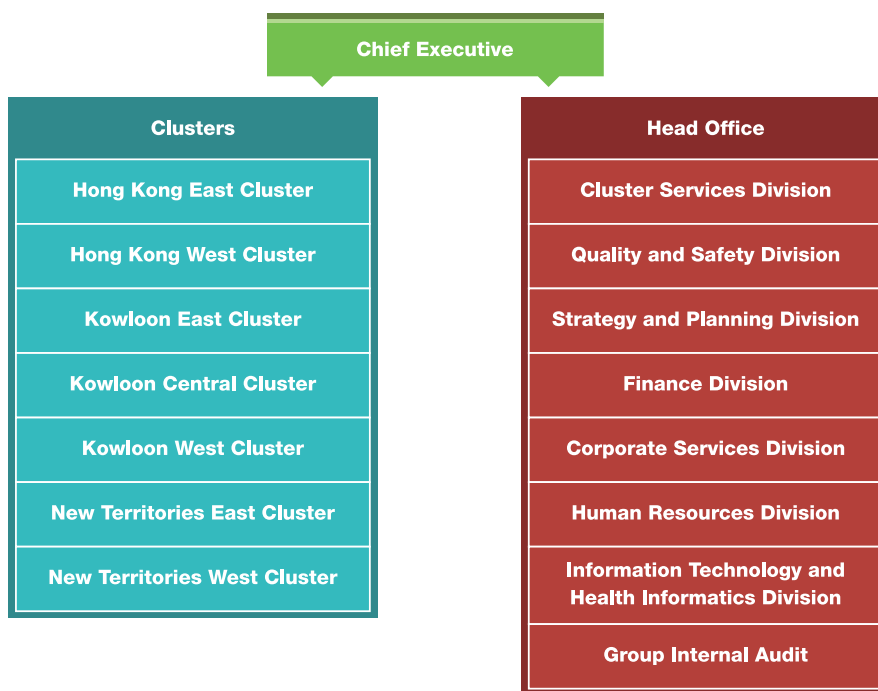 Chief Executive
Clusters
Hong Kong East Cluster
Hong Kong West Cluster
Kowloon East Cluster
Kowloon Central Cluster
Kowloon West Cluster
New Territories East Cluster
New Territories West Cluster
Head Office
Cluster Services Division
Quality and Safety Division
Strategy and Planning Division
Finance Division
Corporate Services Division
Human Resources Division
Information Technology and
Health Informatics Division
Group Internal Audit